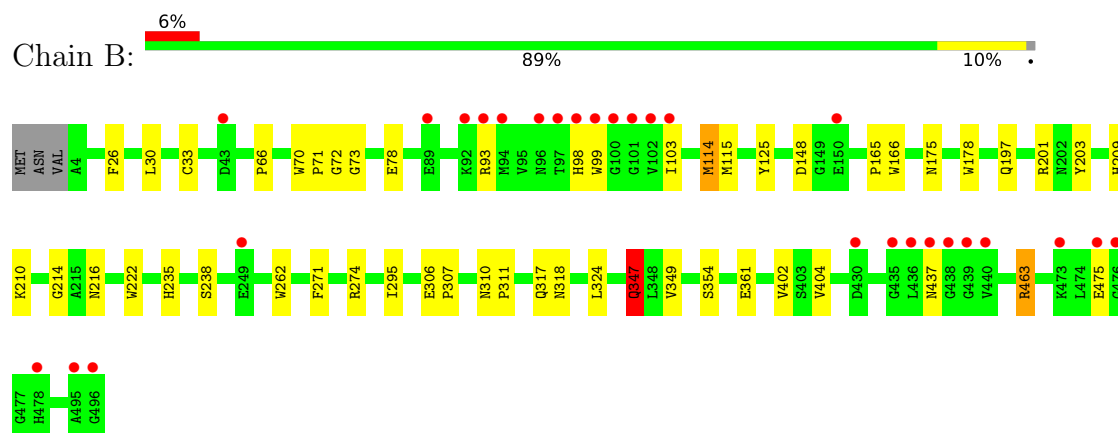 6%
Chain B:
89% 10% •
MET ASN VAL A4 F26 L30 C33 D43 P66 W70 P71 G72 G73 E78 E89 K92 R93 M94 V95 N96 T97 H98 W99 G100 G101 V102 I103 M114 M115 Y125 D148 G149 E150 P165 W166 N175 W178 Q197 R201 N202 Y203 H209
K210 G214 A215 N216 W222 H235 S238 E249 W262 F271 R274 I295 E306 P307 N310 P311 Q317 N318 L324 Q347 L348 V349 S354 E361 V402 S403 V404 D430 G435 L436 N437 G438 G439 V440 R463 K473 L474 E475
G477 H478 A495 G496